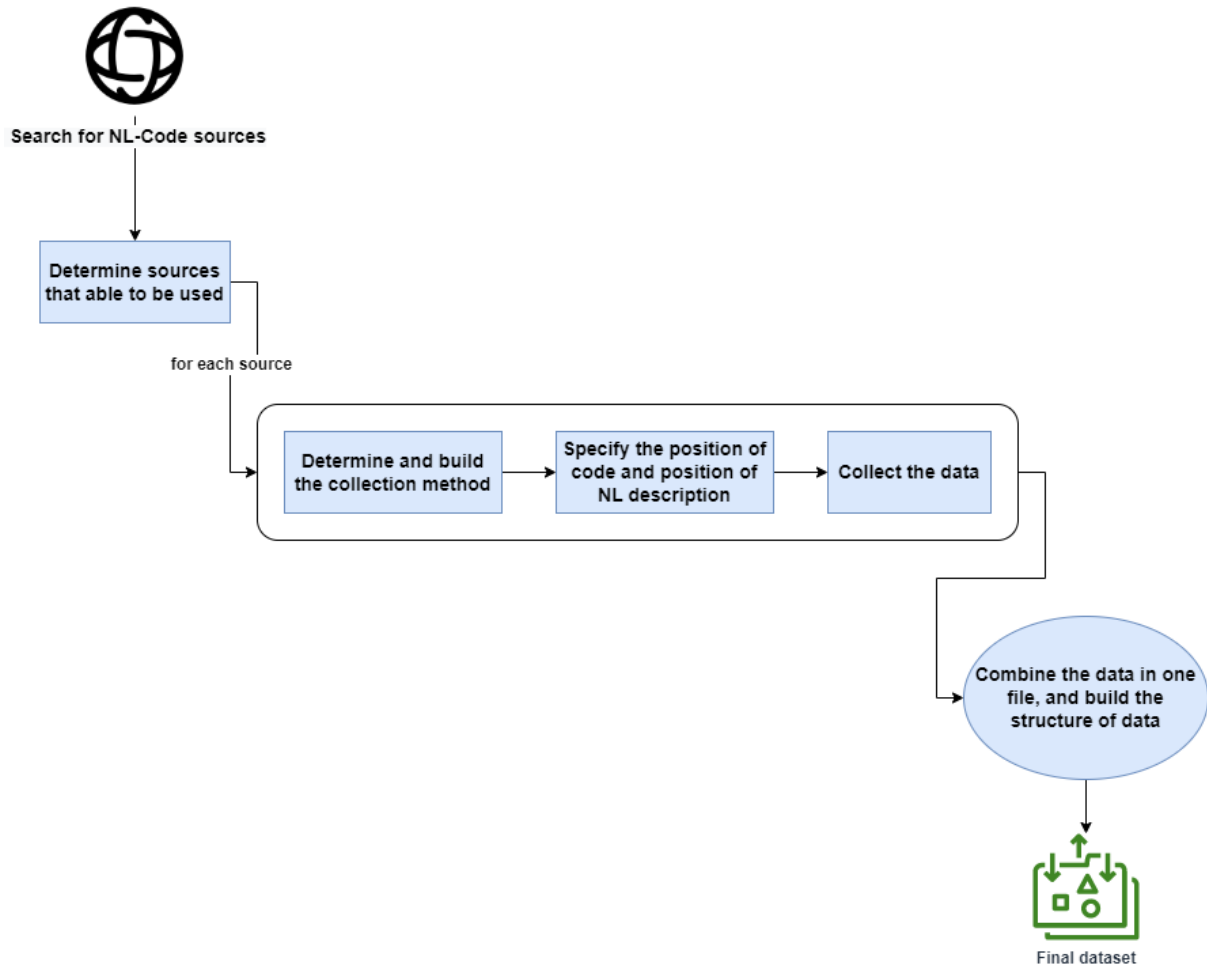 Search for NL-Code sources
Determine sources
that able to be used
for each source
Determine and build
the collection method
Specify the position of
code and position of
NL description
Collect the data
Combine the data in one
file, and build the
structure of data
Final dataset